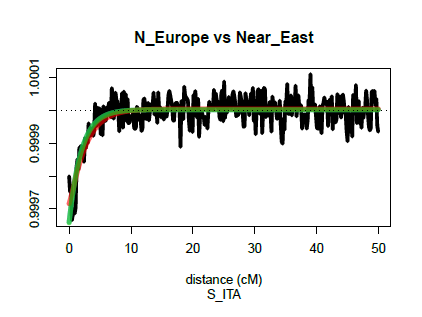 N_Europe vs Near_East
1.0001
0.9999
0.9997
0 10 20 30 40 50
distance (cM)
S_ITA